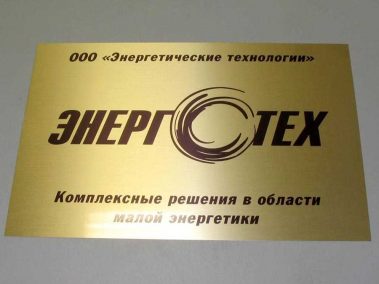 ООО «Энергетические технологии»
ЭНЕРГОТЕХ
Комплексные решения в области
малой энергетики